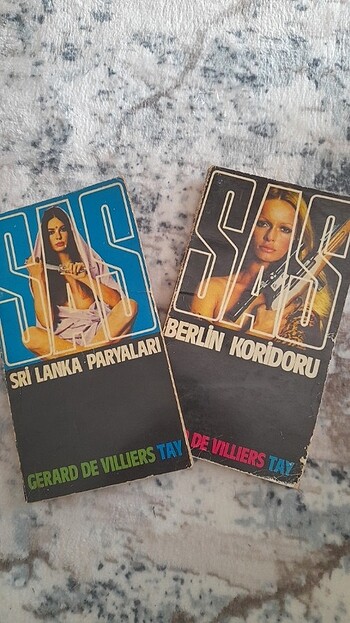 SAS
SRİ LANKA PARYALARI
GERARD DE VILLIERS TAY
SAS
BERLİN KORİDORU
DE VILLIERS TAY